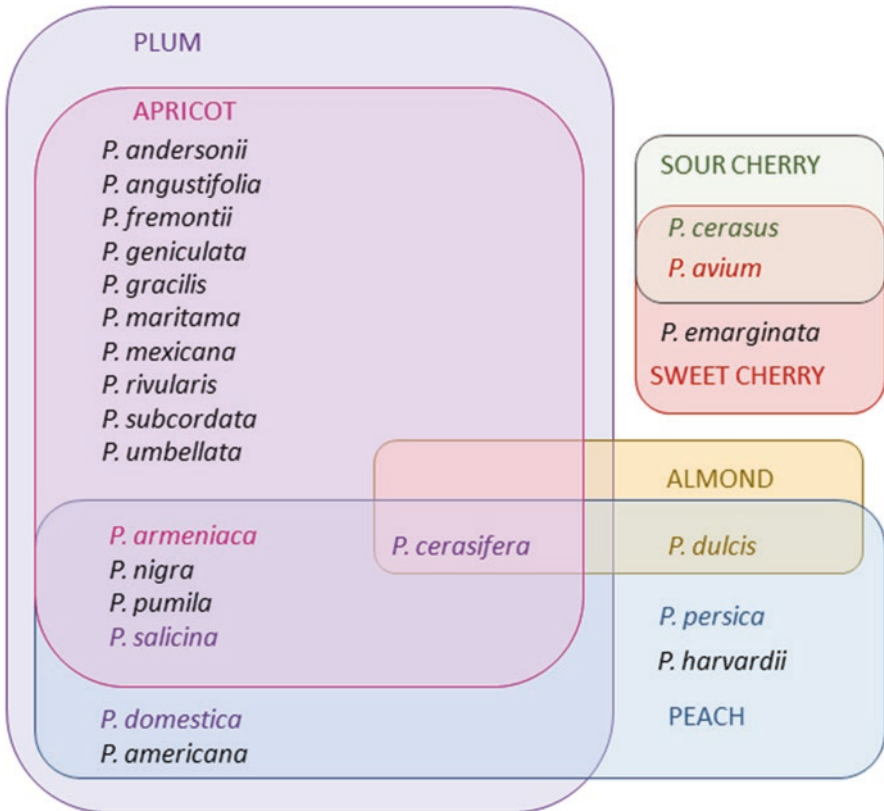 PLUM
APRICOT
P. andersonii
P. angustifolia
P. fremontii
P. geniculata
P. gracilis
P. maritama
P. mexicana
P. rivularis
P. subcordata
P. umbellata
SOUR CHERRY
P. cerasus
P. avium
P. emarginata
SWEET CHERRY
ALMOND
P. armeniaca
P. nigra
P. pumila
P. salicina
P. cerasifera
P. dulcis
P. persica
P. harvardii
PEACH
P. domestica
P. americana